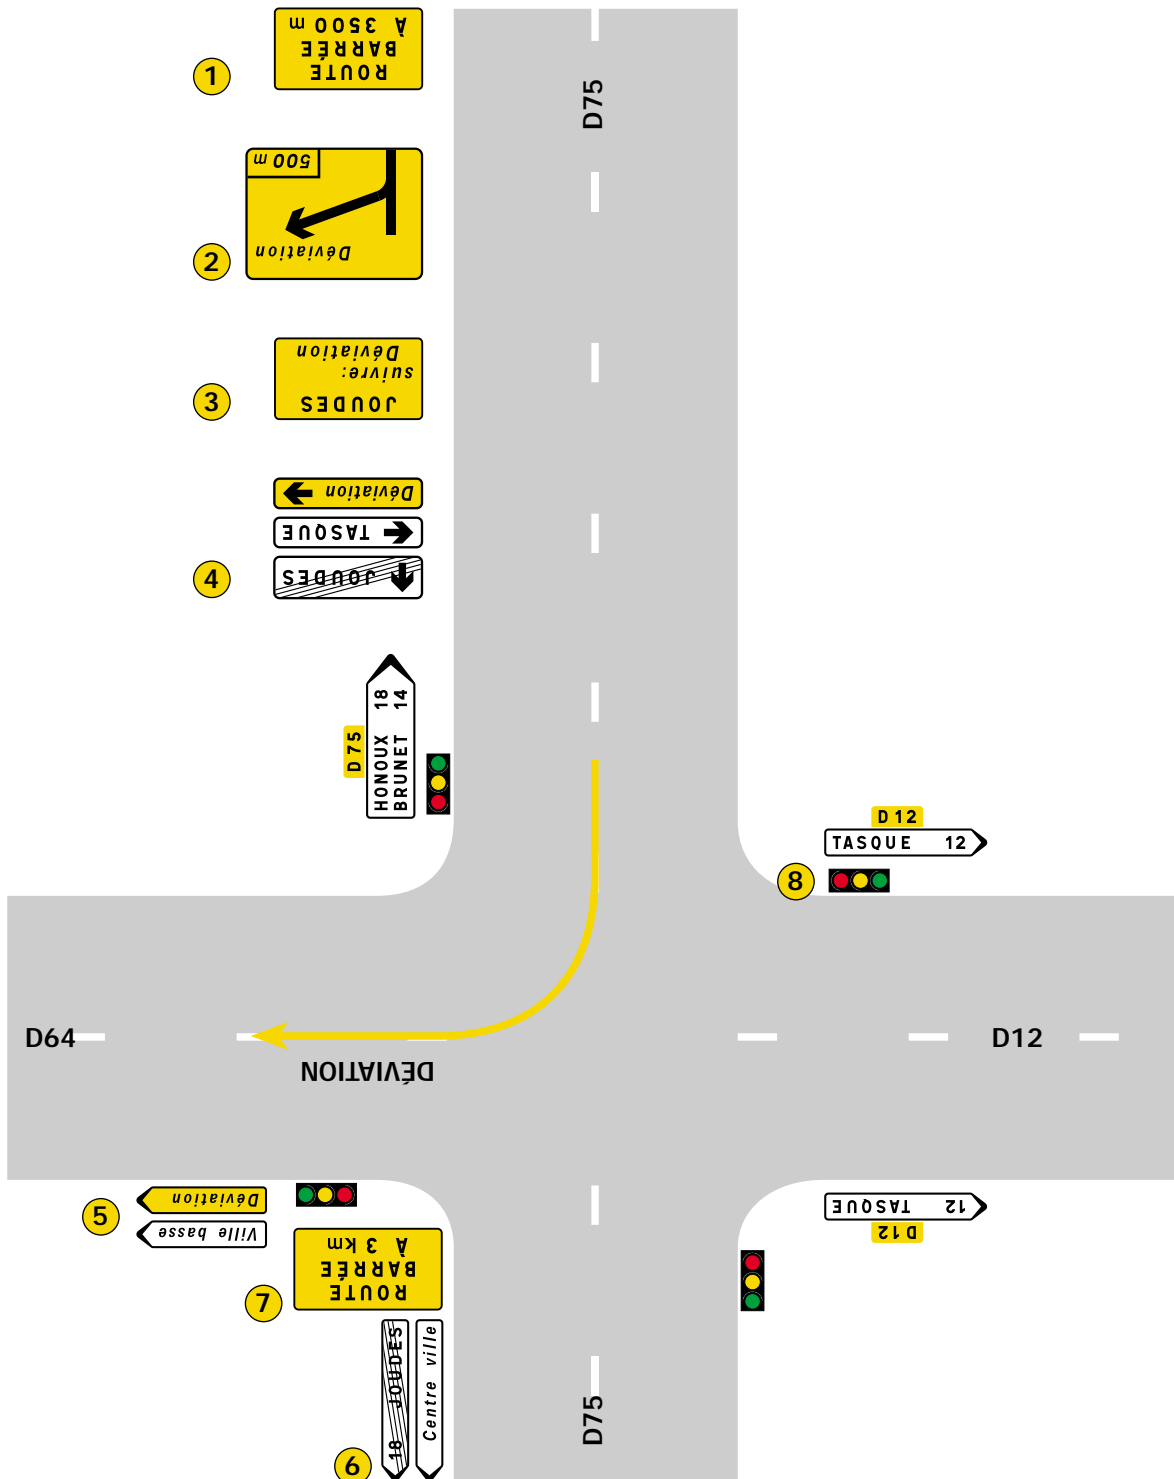 1
ROUTE
BARRÉE
À 3500 m
D75
2
Déviation
500 m
3
JOUDES
suivre:
Déviation
4
JOUDES
TASQUE
Déviation
D 75
HONOUX 18
BRUNET 14
D 12
TASQUE 12
8
D64
D12
DÉVIATION
5
Ville basse
Déviation
TASQUE 12
D12
7
ROUTE
BARRÉE
À 3 km
6
18 JOUDES
Centre ville
D75